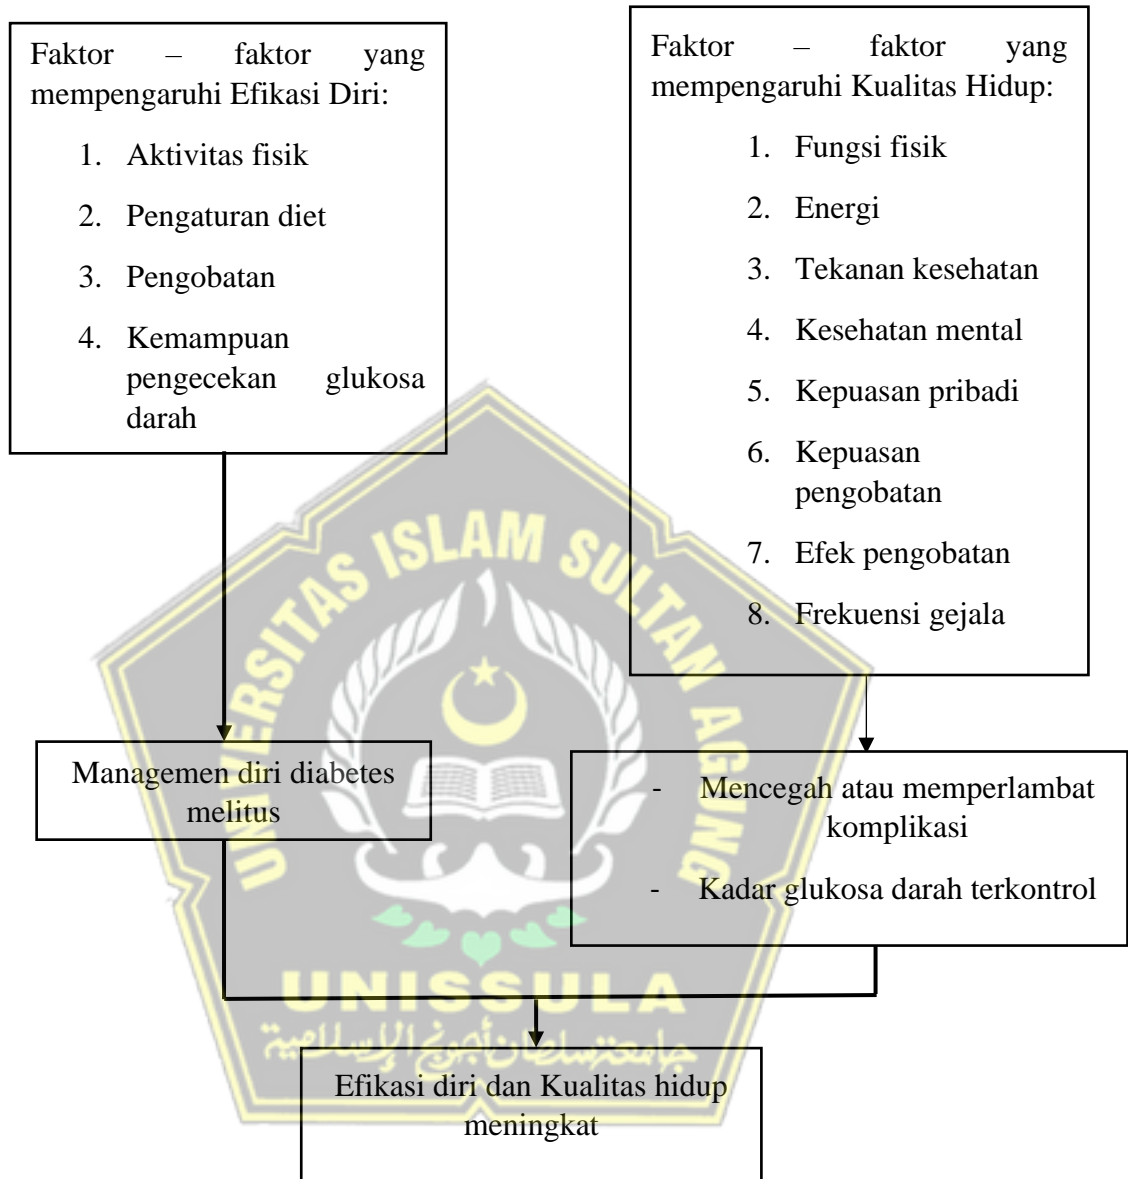 Faktor – faktor yang
mempengaruhi Efikasi Diri:
1. Aktivitas fisik
2. Pengaturan diet
3. Pengobatan
4. Kemampuan
pengecekan glukosa
darah
Faktor – faktor yang
mempengaruhi Kualitas Hidup:
1. Fungsi fisik
2. Energi
3. Tekanan kesehatan
4. Kesehatan mental
5. Kepuasan pribadi
6. Kepuasan
pengobatan
7. Efek pengobatan
8. Frekuensi gejala
UNIVERSITAS ISLAM SULTAN AGUNG
Managemen diri diabetes
melitus
- Mencegah atau memperlambat
komplikasi
- Kadar glukosa darah terkontrol
UNISSULA
جامعتسلطان أجونج الإسلامية
Efikasi diri dan Kualitas hidup
meningkat